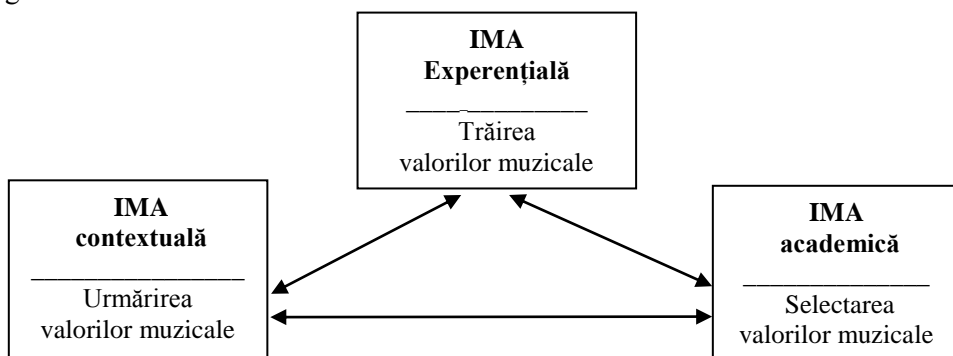 g
IMA
Experențială
Trăirea
valorilor muzicale
IMA
contextuală
Urmărirea
valorilor muzicale
IMA
academică
Selectarea
valorilor muzicale